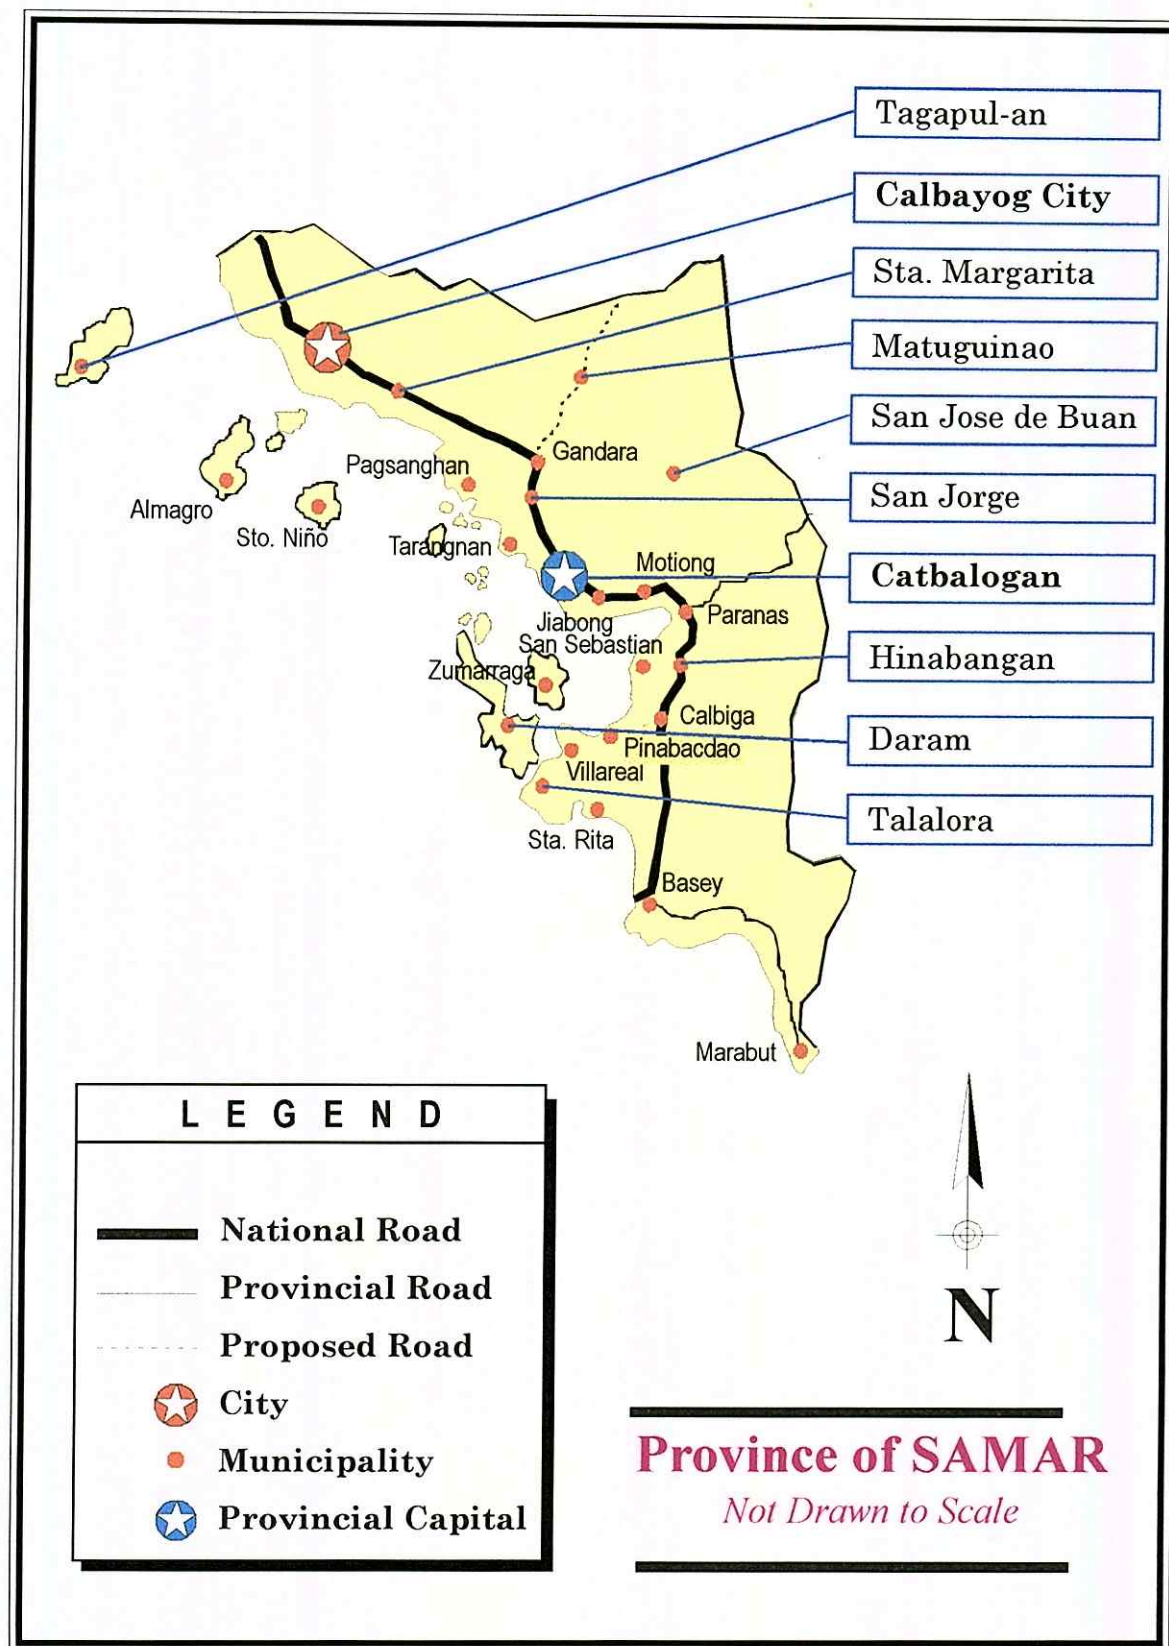 Tagapul-an
Calbayog City
Sta. Margarita
Matuguinao
San Jose de Buan
Gandara
Pagsanghan
San Jorge
Almagro
Sto. Niño
Tarangnan
Motiong
Catbalogan
Jiabong
Paranas
San Sebastian
Hinabangan
Zumarraga
Calbiga
Daram
Pinabacdao
Villareal
Talalora
Sta. Rita
Basey
Marabut
LEGEND
National Road
Provincial Road
Proposed Road
City
Municipality
Provincial Capital
N
Province of SAMAR
Not Drawn to Scale